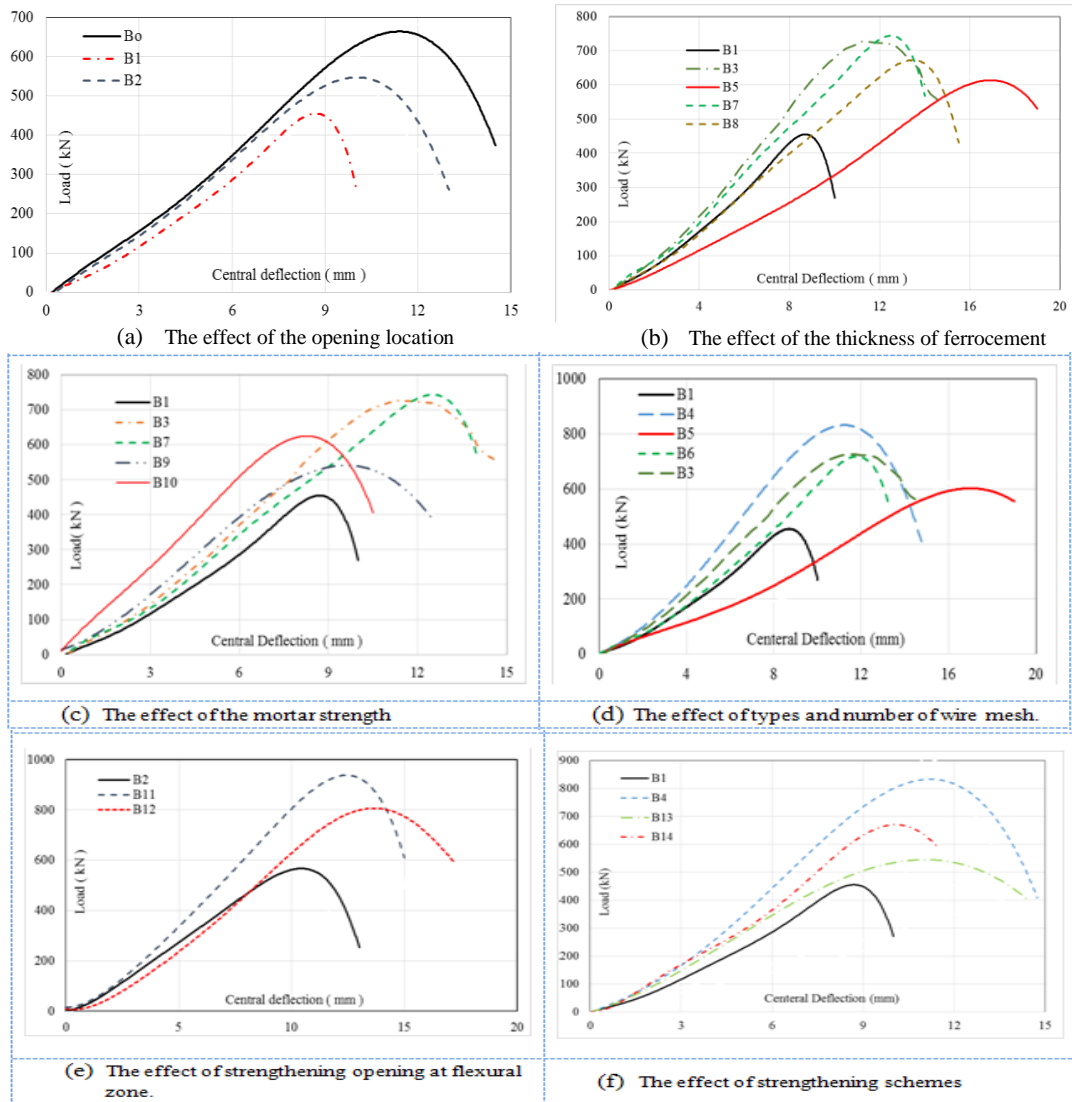 700
600
500
400
300
200
100
0
Load ( kN )
Bo
B1
B2
Central deflection ( mm )
0 3 6 9 12 15
(a) The effect of the opening location
800
700
600
500
400
300
200
100
0
Load ( kN )
B1
B3
B5
B7
B8
Central Deflectiom ( mm )
0 4 8 12 16 20
(b) The effect of the thickness of ferrocement
800
700
600
500
400
300
200
100
0
Load( kN )
B1
B3
B7
B9
B10
Central Deflection ( mm )
0 3 6 9 12 15
(c) The effect of the mortar strength
1000
800
600
400
200
0
Load (kN)
B1
B4
B5
B6
B3
Centeral Deflection (mm)
0 4 8 12 16 20
(d) The effect of types and number of wire mesh.
1000
800
600
400
200
0
Load ( kN )
B2
B11
B12
Central deflection ( mm )
0 5 10 15 20
(e) The effect of strengthening opening at flexural
zone.
900
800
700
600
500
400
300
200
100
0
Load (kN)
B1
B4
B13
B14
Centeral Deflection (mm)
0 3 6 9 12 15
(f) The effect of strengthening schemes